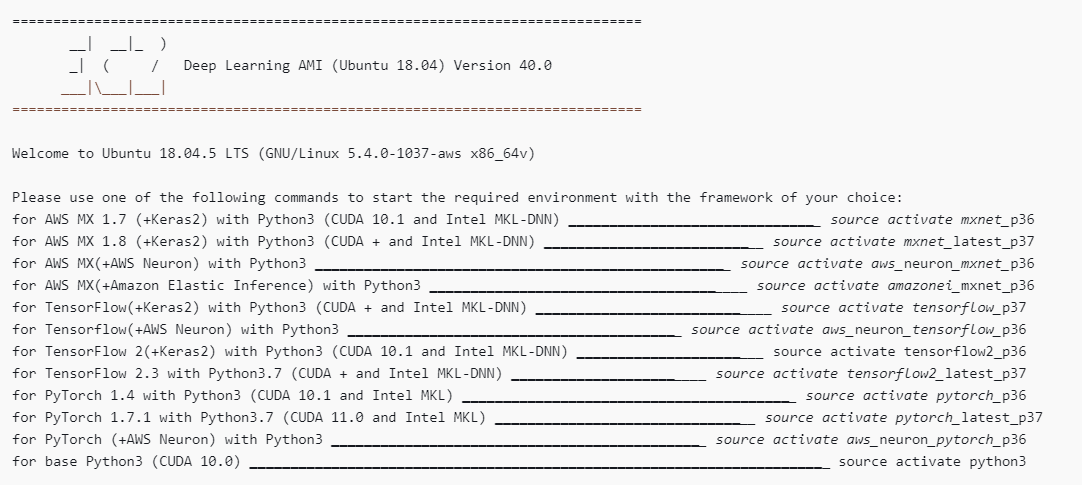 =============================================================================
__| __|_ )
_| ( / Deep Learning AMI (Ubuntu 18.04) Version 40.0
___|\___|___|
=============================================================================
Welcome to Ubuntu 18.04.5 LTS (GNU/Linux 5.4.0-1037-aws x86_64v)
Please use one of the following commands to start the required environment with the framework of your choice:
for AWS MX 1.7 (+Keras2) with Python3 (CUDA 10.1 and Intel MKL-DNN) _______________________________ source activate mxnet_p36
for AWS MX 1.8 (+Keras2) with Python3 (CUDA + and Intel MKL-DNN) ___________________________ source activate mxnet_latest_p37
for AWS MX(+AWS Neuron) with Python3 ___________________________________________________ source activate aws_neuron_mxnet_p36
for AWS MX(+Amazon Elastic Inference) with Python3 _______________________________________ source activate amazonei_mxnet_p36
for TensorFlow(+Keras2) with Python3 (CUDA + and Intel MKL-DNN) _____________________________ source activate tensorflow_p37
for Tensorflow(+AWS Neuron) with Python3 _________________________________________ source activate aws_neuron_tensorflow_p36
for TensorFlow 2(+Keras2) with Python3 (CUDA 10.1 and Intel MKL-DNN) _______________________ source activate tensorflow2_p36
for TensorFlow 2.3 with Python3.7 (CUDA + and Intel MKL-DNN) ________________________ source activate tensorflow2_latest_p37
for PyTorch 1.4 with Python3 (CUDA 10.1 and Intel MKL) _________________________________________ source activate pytorch_p36
for PyTorch 1.7.1 with Python3.7 (CUDA 11.0 and Intel MKL) ________________________________ source activate pytorch_latest_p37
for PyTorch (+AWS Neuron) with Python3 ______________________________________________ source activate aws_neuron_pytorch_p36
for base Python3 (CUDA 10.0) _______________________________________________________________________ source activate python3